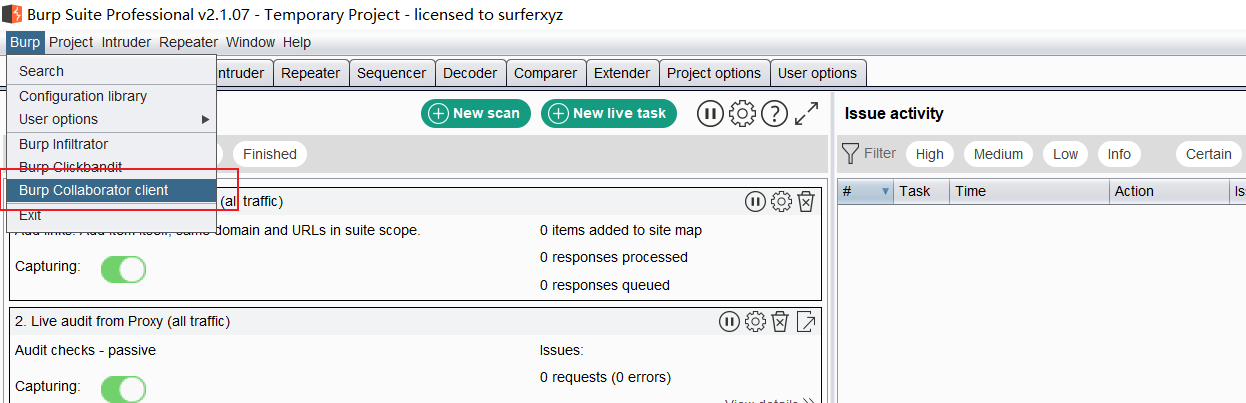 Burp Suite Professional v2.1.07 - Temporary Project - licensed to surferxyz
Burp Project Intruder Repeater Window Help
Search
Configuration library
User options
Burp Infiltrator
Burp Clickbandit
Burp Collaborator client
Exit
ntruder Repeater Sequencer Decoder Comparer Extender Project options User options
New scan New live task
Finished
(all traffic)
Add links. Add item itself, same domain and URLs in suite scope.
0 items added to site map
Capturing:
0 responses processed
0 responses queued
2. Live audit from Proxy (all traffic)
Audit checks - passive
Issues:
Capturing:
0 requests (0 errors)
View details
Issue activity
Filter High Medium Low Info Certain
# Task Time Action Is